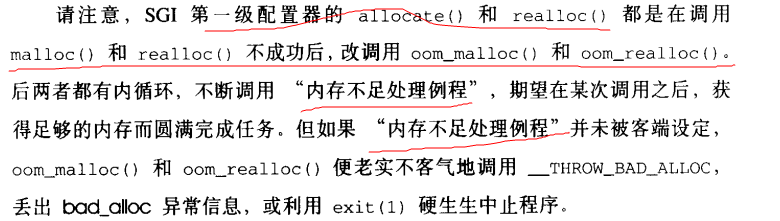 请注意，SGI 第一级配置器的 allocate() 和 realloc() 都是在调用
malloc() 和 realloc() 不成功后，改调用 oom_malloc() 和 oom_realloc()。
后两者都有内循环，不断调用 “内存不足处理例程”，期望在某次调用之后，获
得足够的内存而圆满完成任务。但如果 “内存不足处理例程”并未被客端设定，
oom_malloc() 和 oom_realloc() 便老实不客气地调用 __THROW_BAD_ALLOC,
丢出 bad_alloc 异常信息，或利用 exit(1) 硬生生中止程序。